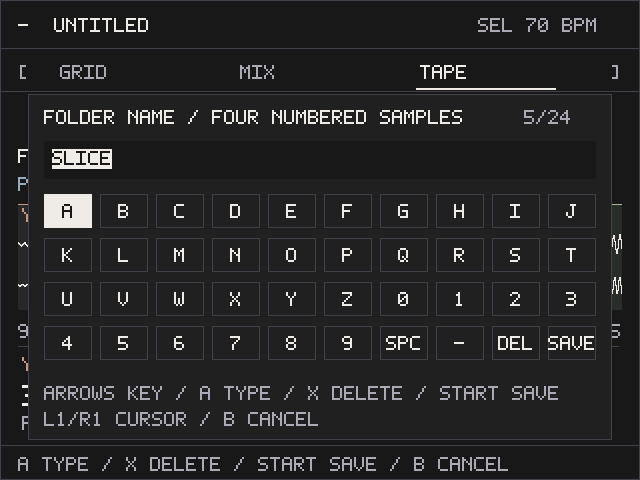 — UNTITLED SEL 70 BPM
[ GRID MIX TAPE ]
FOLDER NAME / FOUR NUMBERED SAMPLES 5/24
SLICE
A B C D E F G H I J
K L M N O P Q R S T
U V W X Y Z 0 1 2 3
4 5 6 7 8 9 SPC - DEL SAVE
ARROWS KEY / A TYPE / X DELETE / START SAVE
L1/R1 CURSOR / B CANCEL
A TYPE / X DELETE / START SAVE / B CANCEL